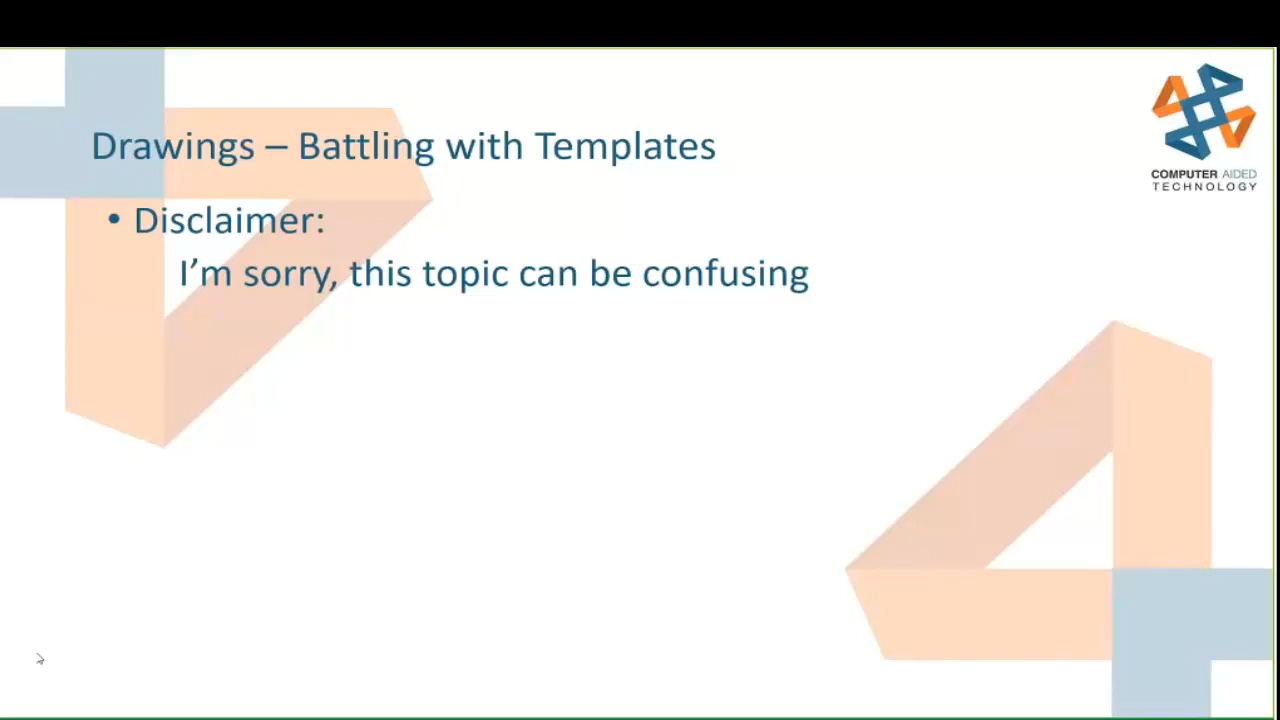 Drawings – Battling with Templates
• Disclaimer:
I’m sorry, this topic can be confusing
COMPUTER AIDED
TECHNOLOGY